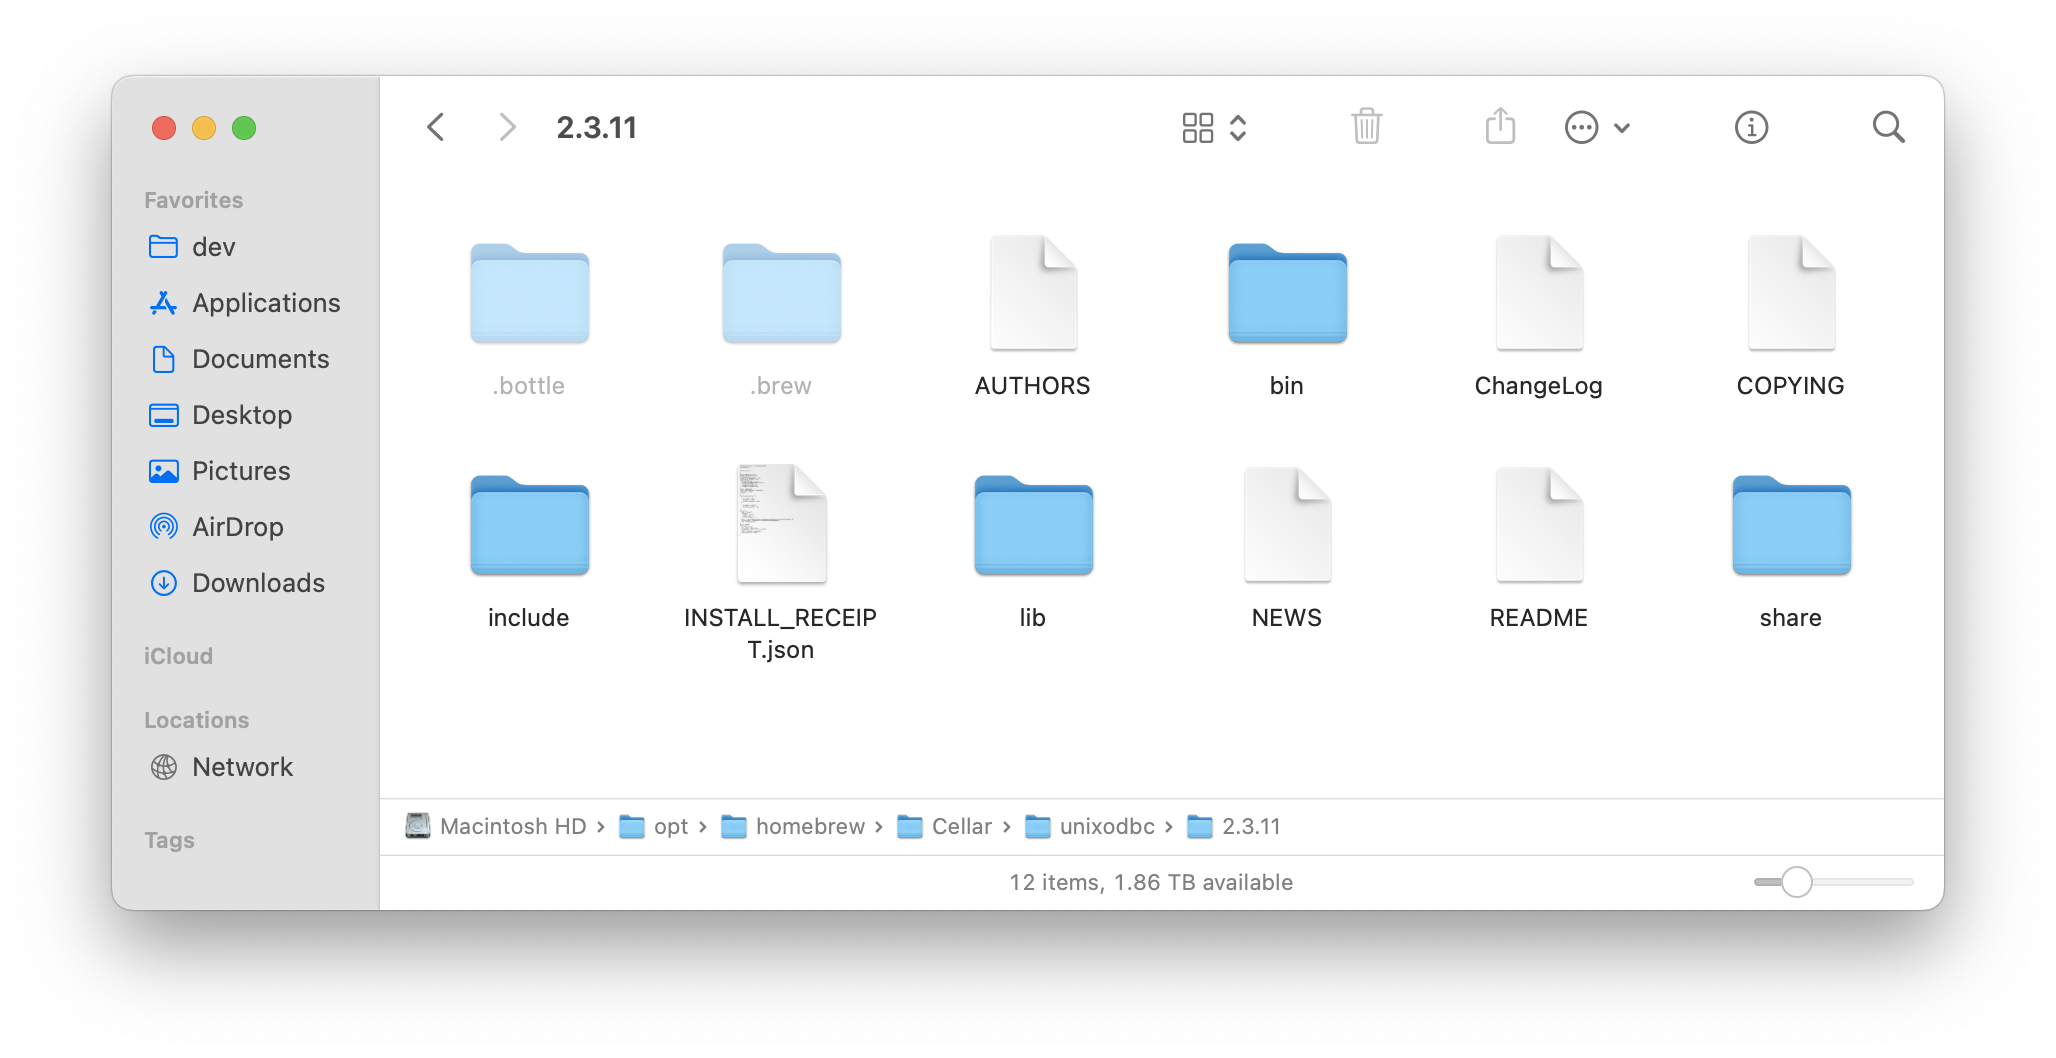 2.3.11
Favorites
dev
Applications
Documents
Desktop
Pictures
AirDrop
Downloads
iCloud
Locations
Network
Tags
.bottle
.brew
AUTHORS
bin
ChangeLog
COPYING
include
INSTALL_RECEIP
T.json
lib
NEWS
README
share
Macintosh HD › opt › homebrew › Cellar › unixodbc › 2.3.11
12 items, 1.86 TB available